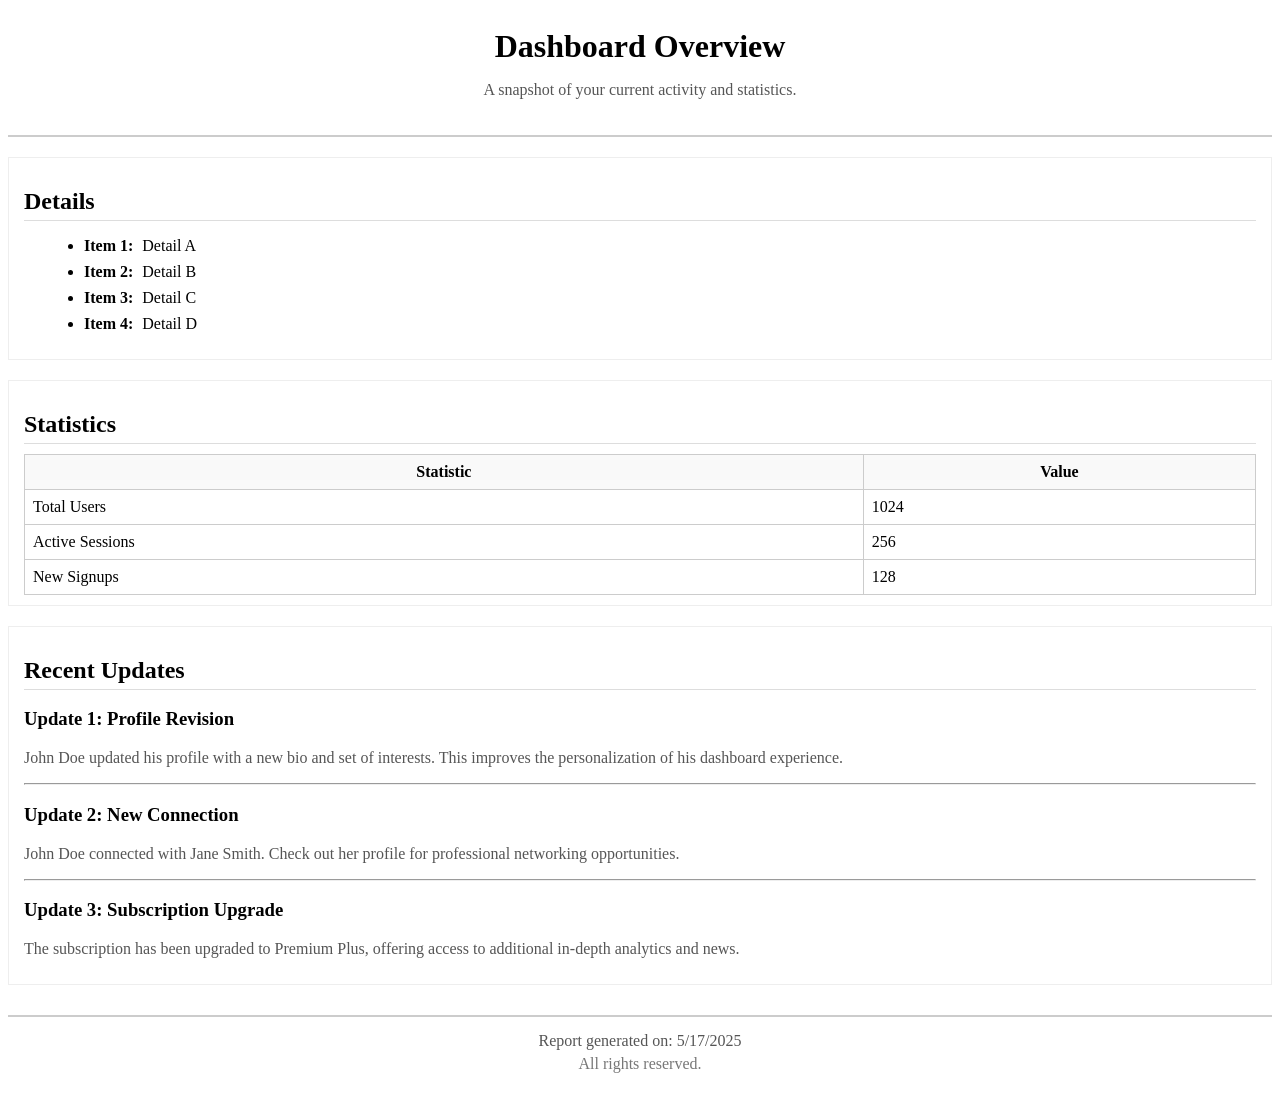 Dashboard Overview
A snapshot of your current activity and statistics.
Details
Item 1: Detail A
Item 2: Detail B
Item 3: Detail C
Item 4: Detail D
Statistics
Statistic Value
Total Users 1024
Active Sessions 256
New Signups 128
Recent Updates
Update 1: Profile Revision
John Doe updated his profile with a new bio and set of interests. This improves the personalization of his dashboard experience.
Update 2: New Connection
John Doe connected with Jane Smith. Check out her profile for professional networking opportunities.
Update 3: Subscription Upgrade
The subscription has been upgraded to Premium Plus, offering access to additional in-depth analytics and news.
Report generated on: 5/17/2025
All rights reserved.